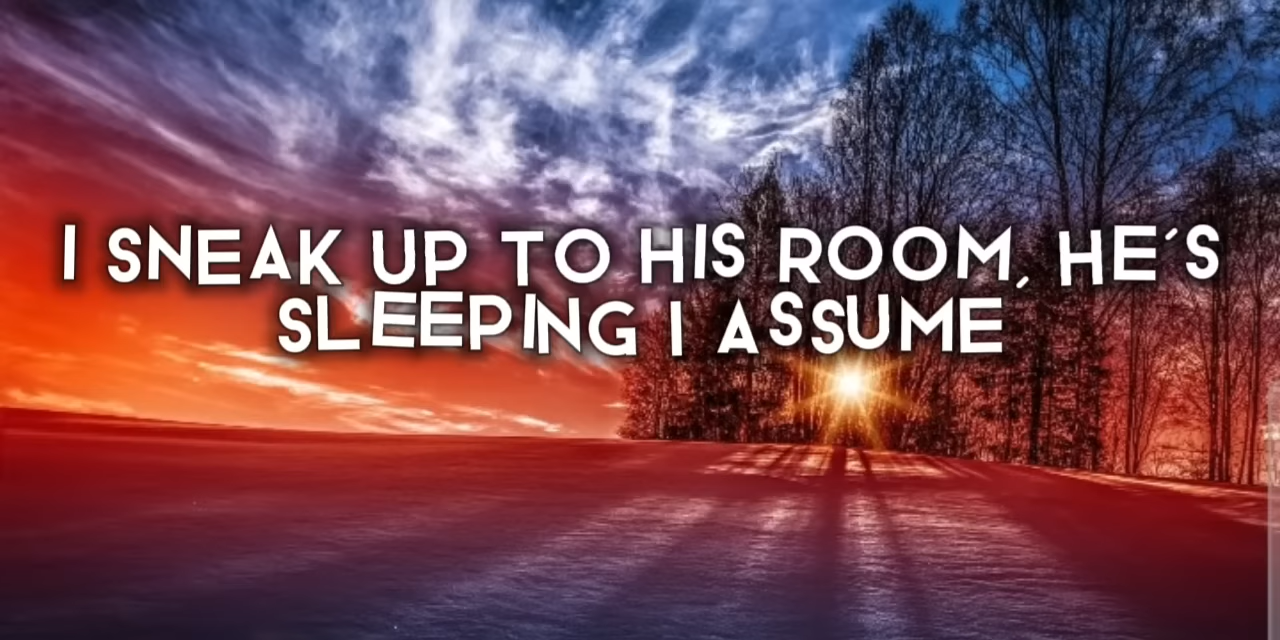 I SNEAK UP TO HIS ROOM, HE'S
SLEEPING I ASSUME